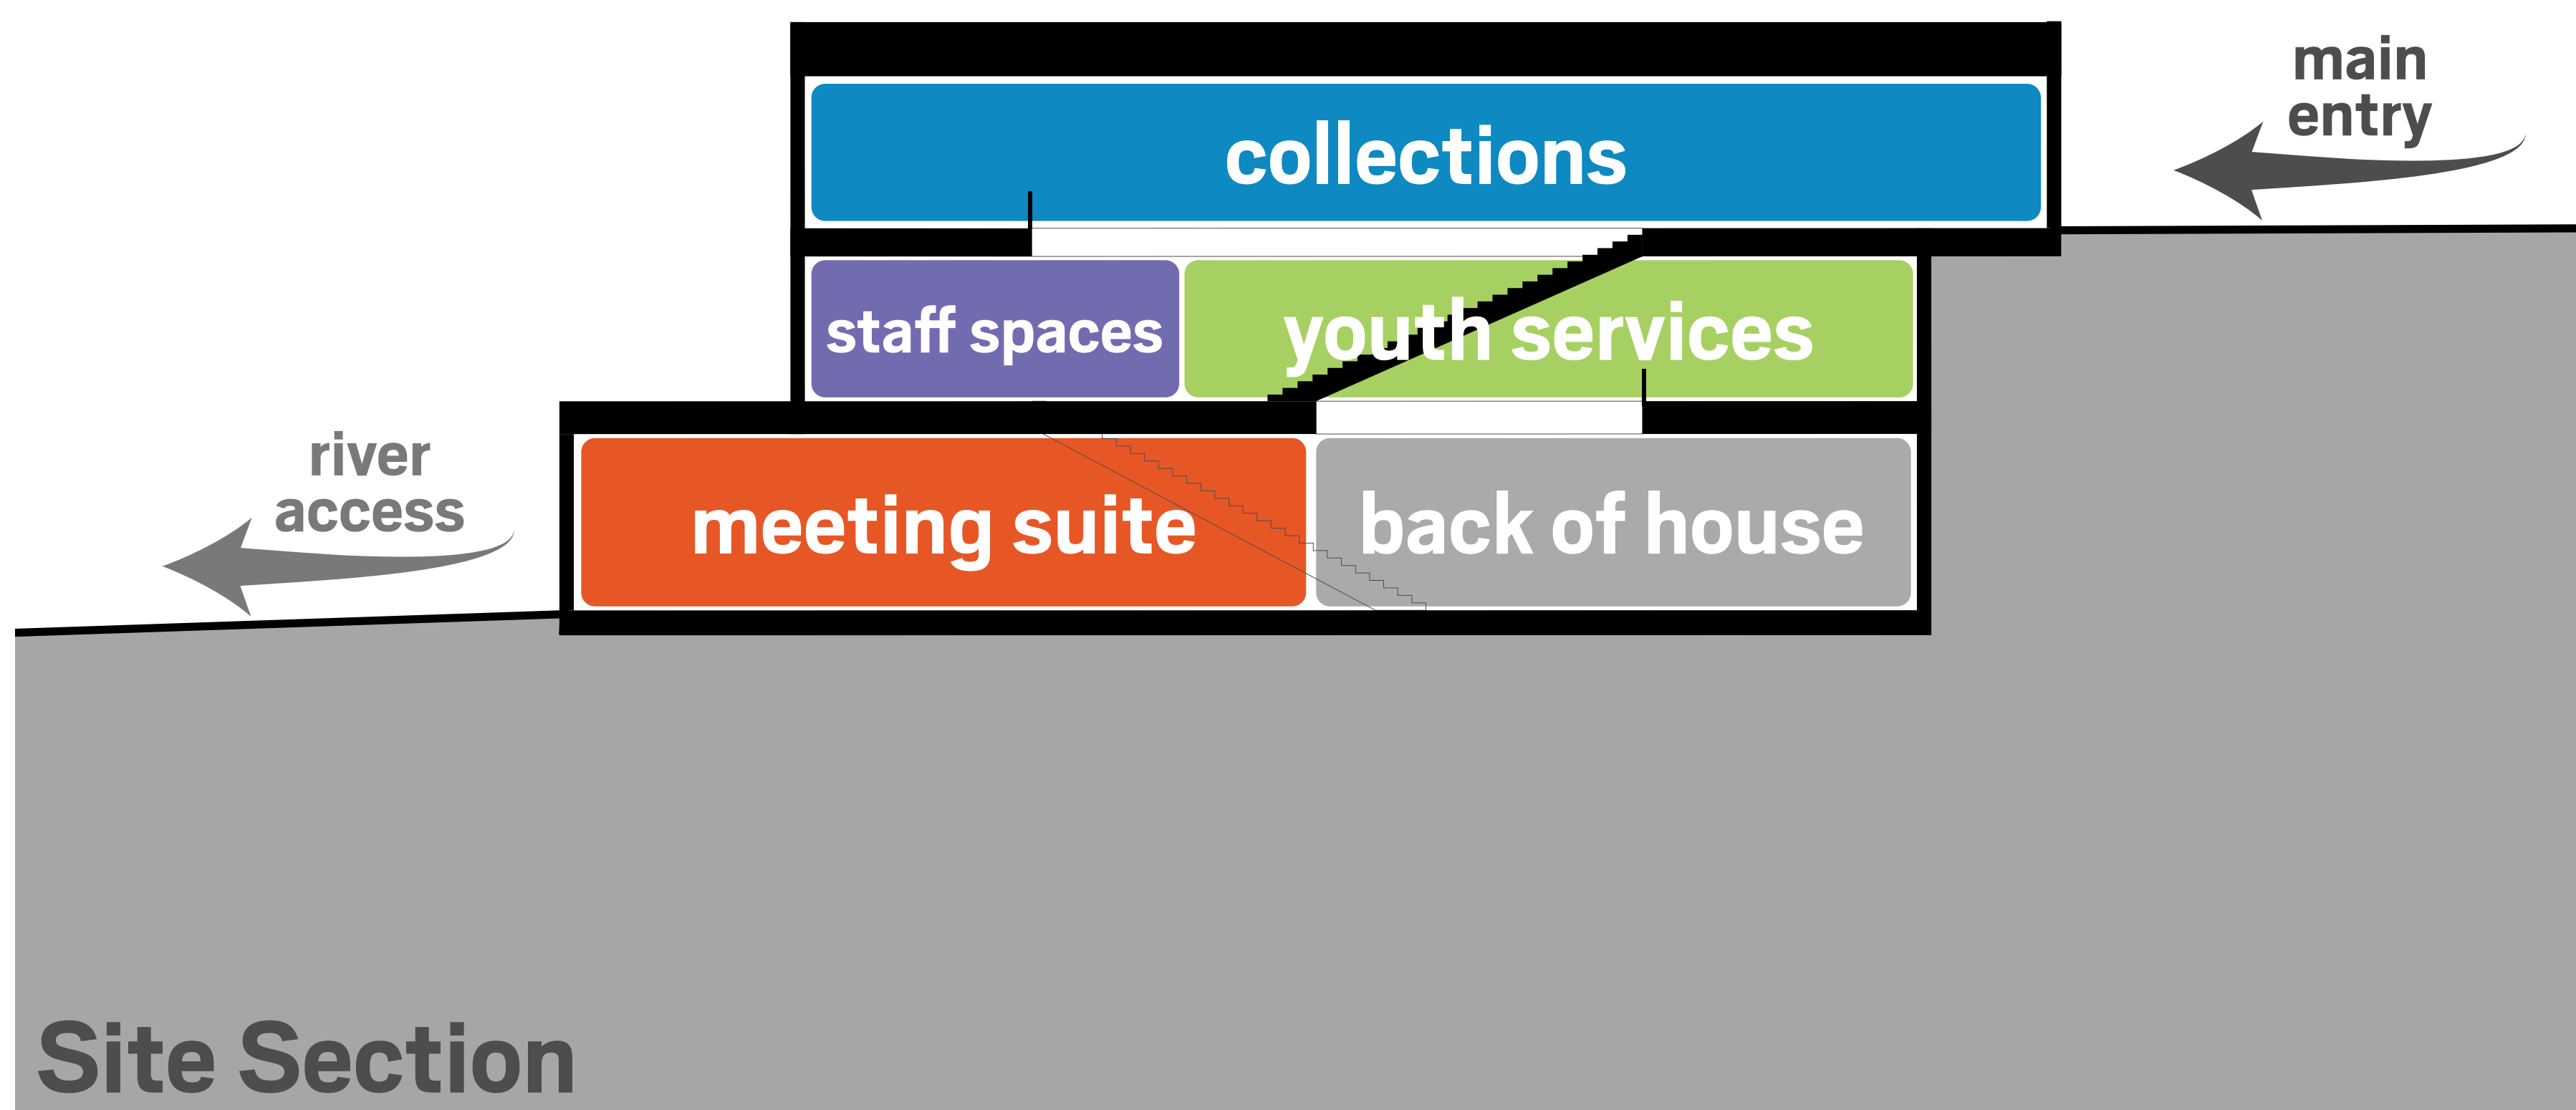 main
entry
collections
staff spaces
youth services
river
access
meeting suite
back of house
Site Section